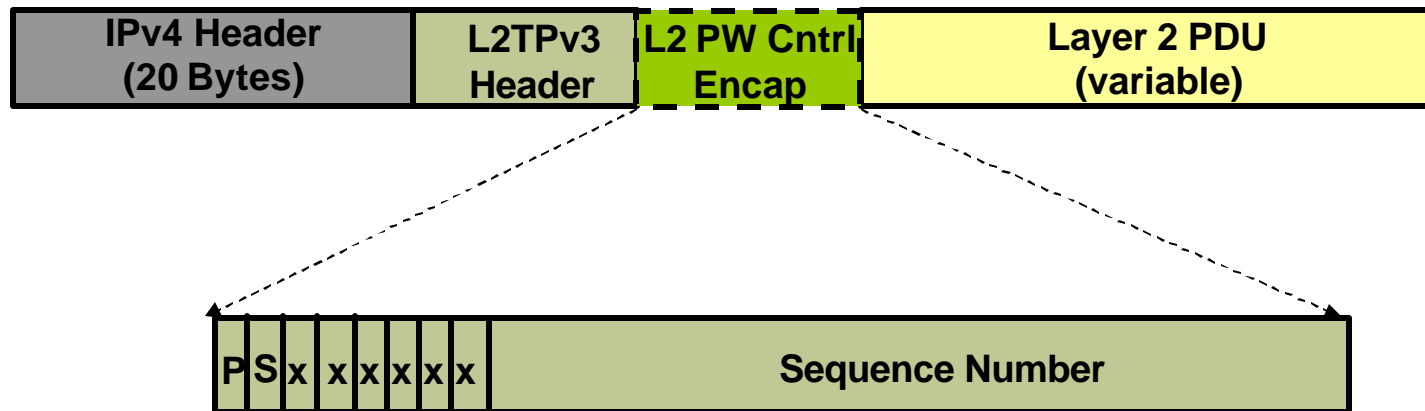 IPv4 Header
(20 Bytes)
L2TPv3
Header
L2 PW Cntrl
Encap
Layer 2 PDU
(variable)
P S x x x x x x Sequence Number